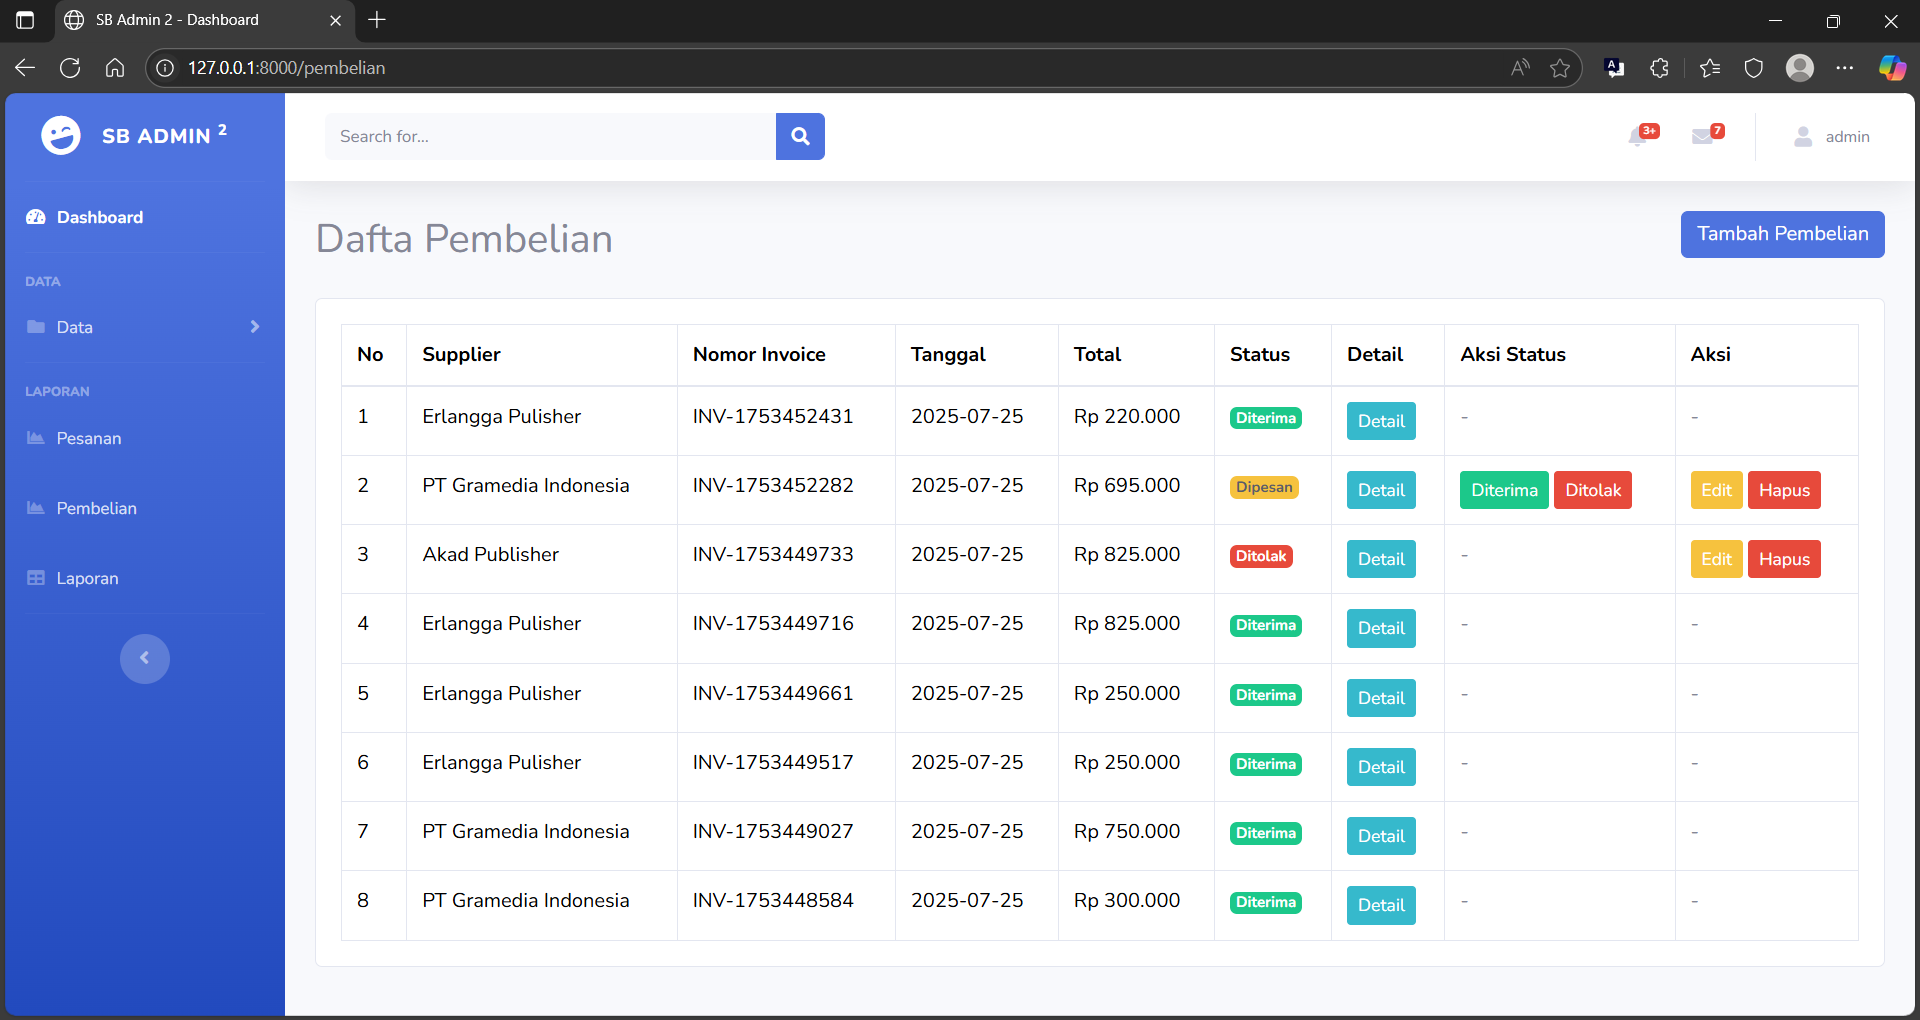 SB Admin 2 - Dashboard
127.0.0.1:8000/pembelian
SB ADMIN 2
Search for...
3+
7
admin
Dashboard
DATA
Data
LAPORAN
Pesanan
Pembelian
Laporan
Dafta Pembelian
Tambah Pembelian
No Supplier Nomor Invoice Tanggal Total Status Detail Aksi Status Aksi
1 Erlangga Pulisher INV-1753452431 2025-07-25 Rp 220.000 Diterima Detail - -
2 PT Gramedia Indonesia INV-1753452282 2025-07-25 Rp 695.000 Dipesan Detail Diterima Ditolak Edit Hapus
3 Akad Publisher INV-1753449733 2025-07-25 Rp 825.000 Ditolak Detail - Edit Hapus
4 Erlangga Pulisher INV-1753449716 2025-07-25 Rp 825.000 Diterima Detail - -
5 Erlangga Pulisher INV-1753449661 2025-07-25 Rp 250.000 Diterima Detail - -
6 Erlangga Pulisher INV-1753449517 2025-07-25 Rp 250.000 Diterima Detail - -
7 PT Gramedia Indonesia INV-1753449027 2025-07-25 Rp 750.000 Diterima Detail - -
8 PT Gramedia Indonesia INV-1753448584 2025-07-25 Rp 300.000 Diterima Detail - -